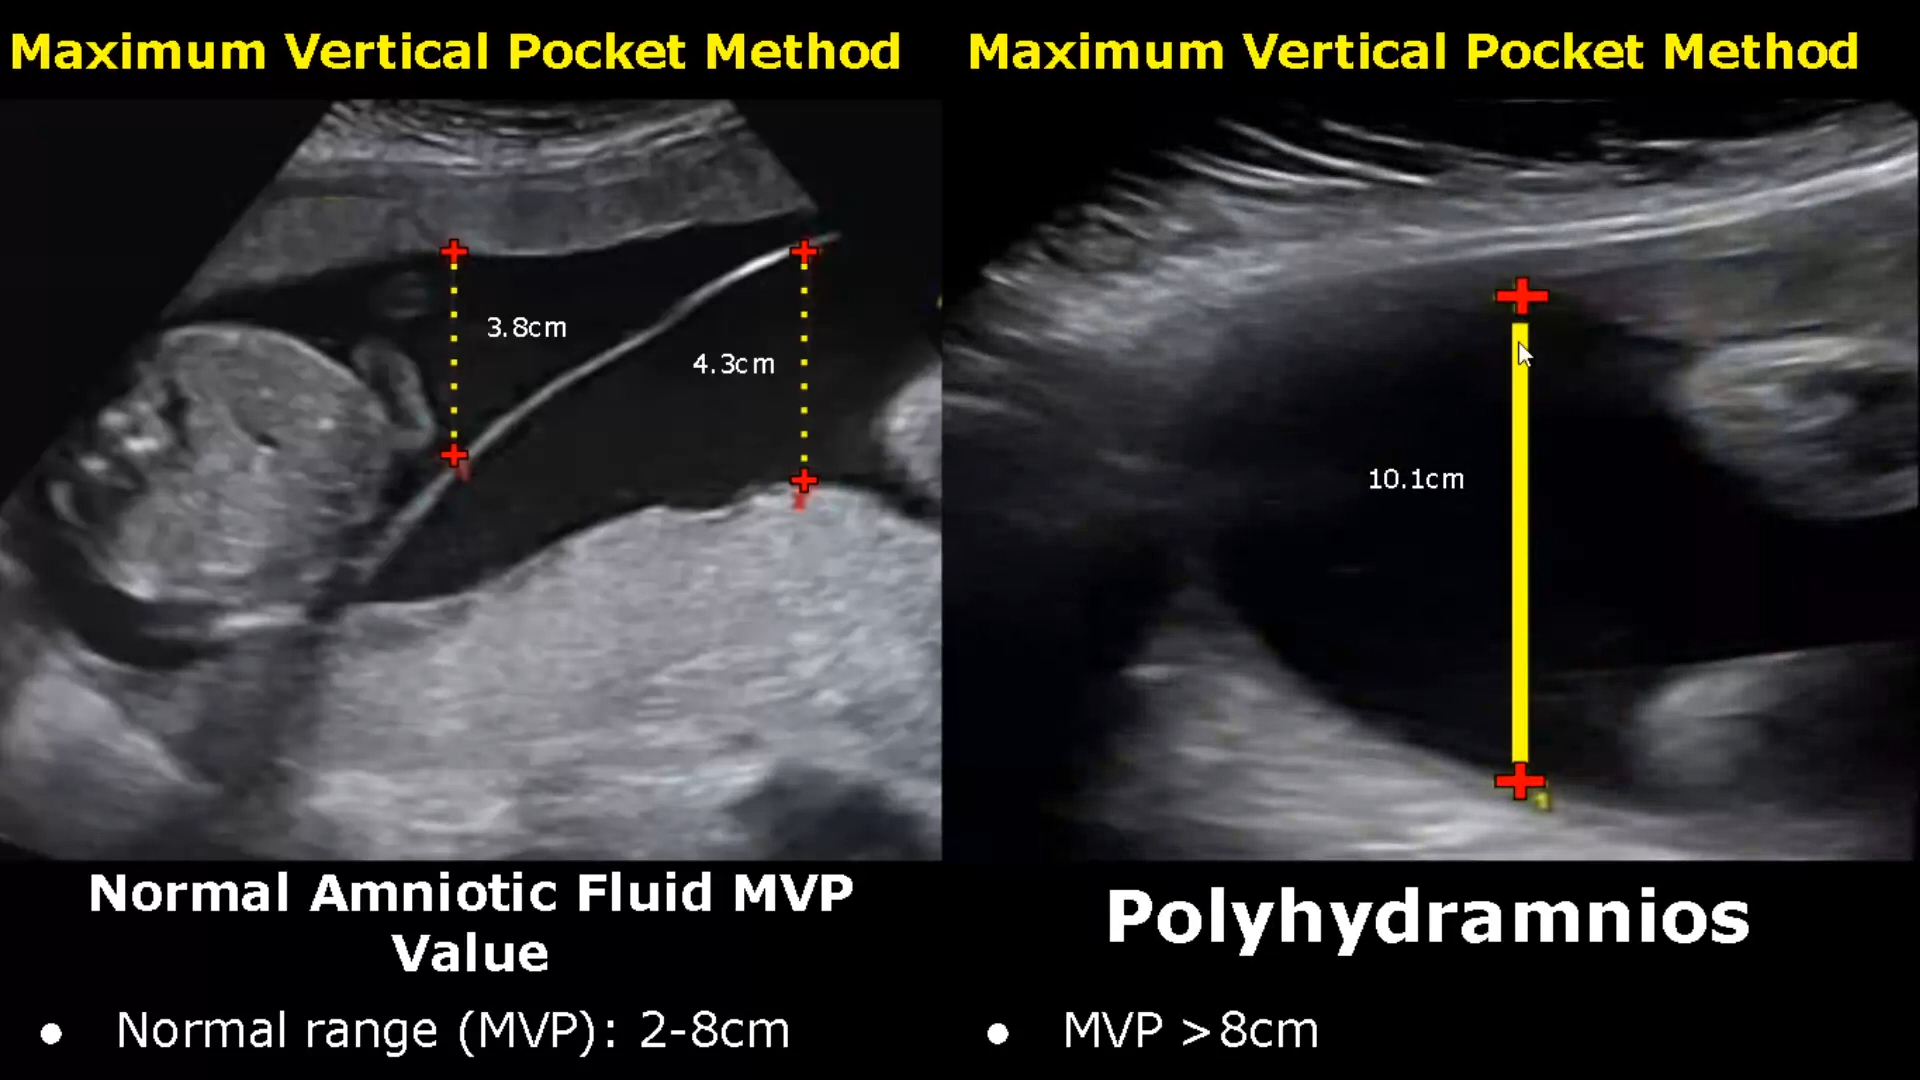 Maximum Vertical Pocket Method
3.8cm
4.3cm
Normal Amniotic Fluid MVP
Value
● Normal range (MVP): 2-8cm
Maximum Vertical Pocket Method
10.1cm
Polyhydramnios
● MVP >8cm